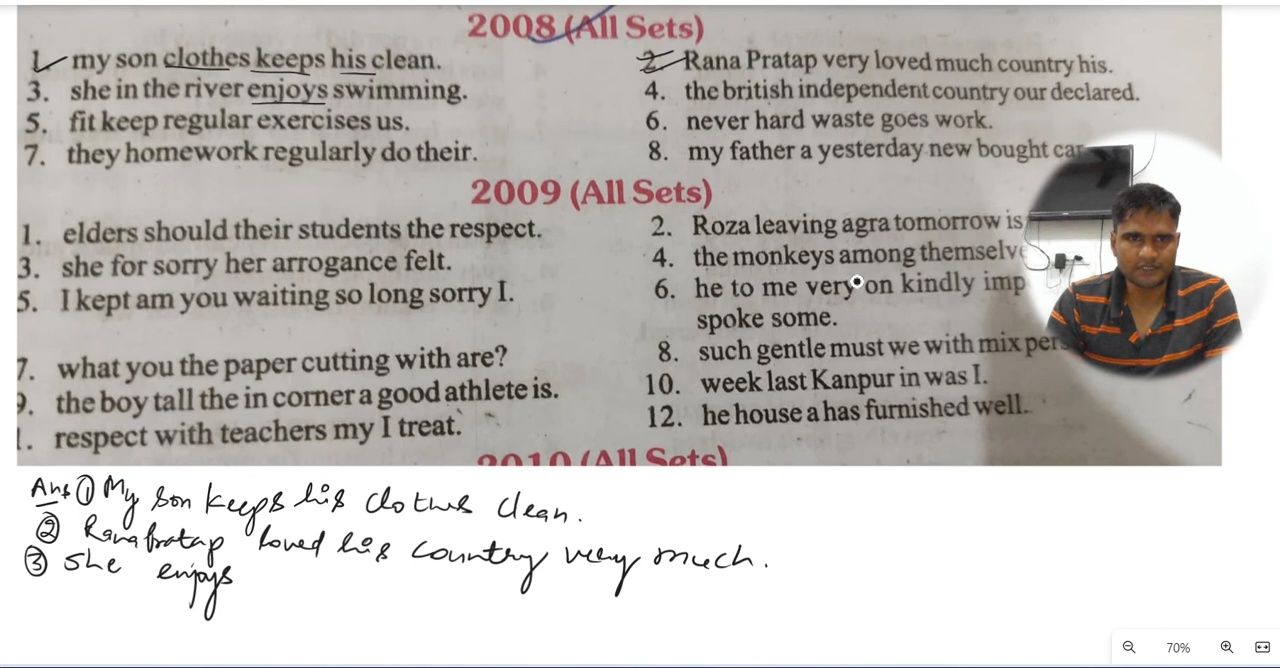 2008 (All Sets)
1. my son clothes keeps his clean.
2. Rana Pratap very loved much country his.
3. she in the river enjoys swimming.
4. the british independent country our declared.
5. fit keep regular exercises us.
6. never hard waste goes work.
7. they homework regularly do their.
8. my father a yesterday new bought car
2009 (All Sets)
1. elders should their students the respect.
2. Roza leaving agra tomorrow is
3. she for sorry her arrogance felt.
4. the monkeys among themselve
5. I kept am you waiting so long sorry I.
6. he to me very on kindly imp
spoke some.
7. what you the paper cutting with are?
8. such gentle must we with mix per
9. the boy tall the in corner a good athlete is.
10. week last Kanpur in was I.
. respect with teachers my I treat.
12. he house a has furnished well.
2010 (All Sets)
Ans ① My son keeps his clothes clean.
② Rana Pratap loved his country very much.
③ She enjoys
70%